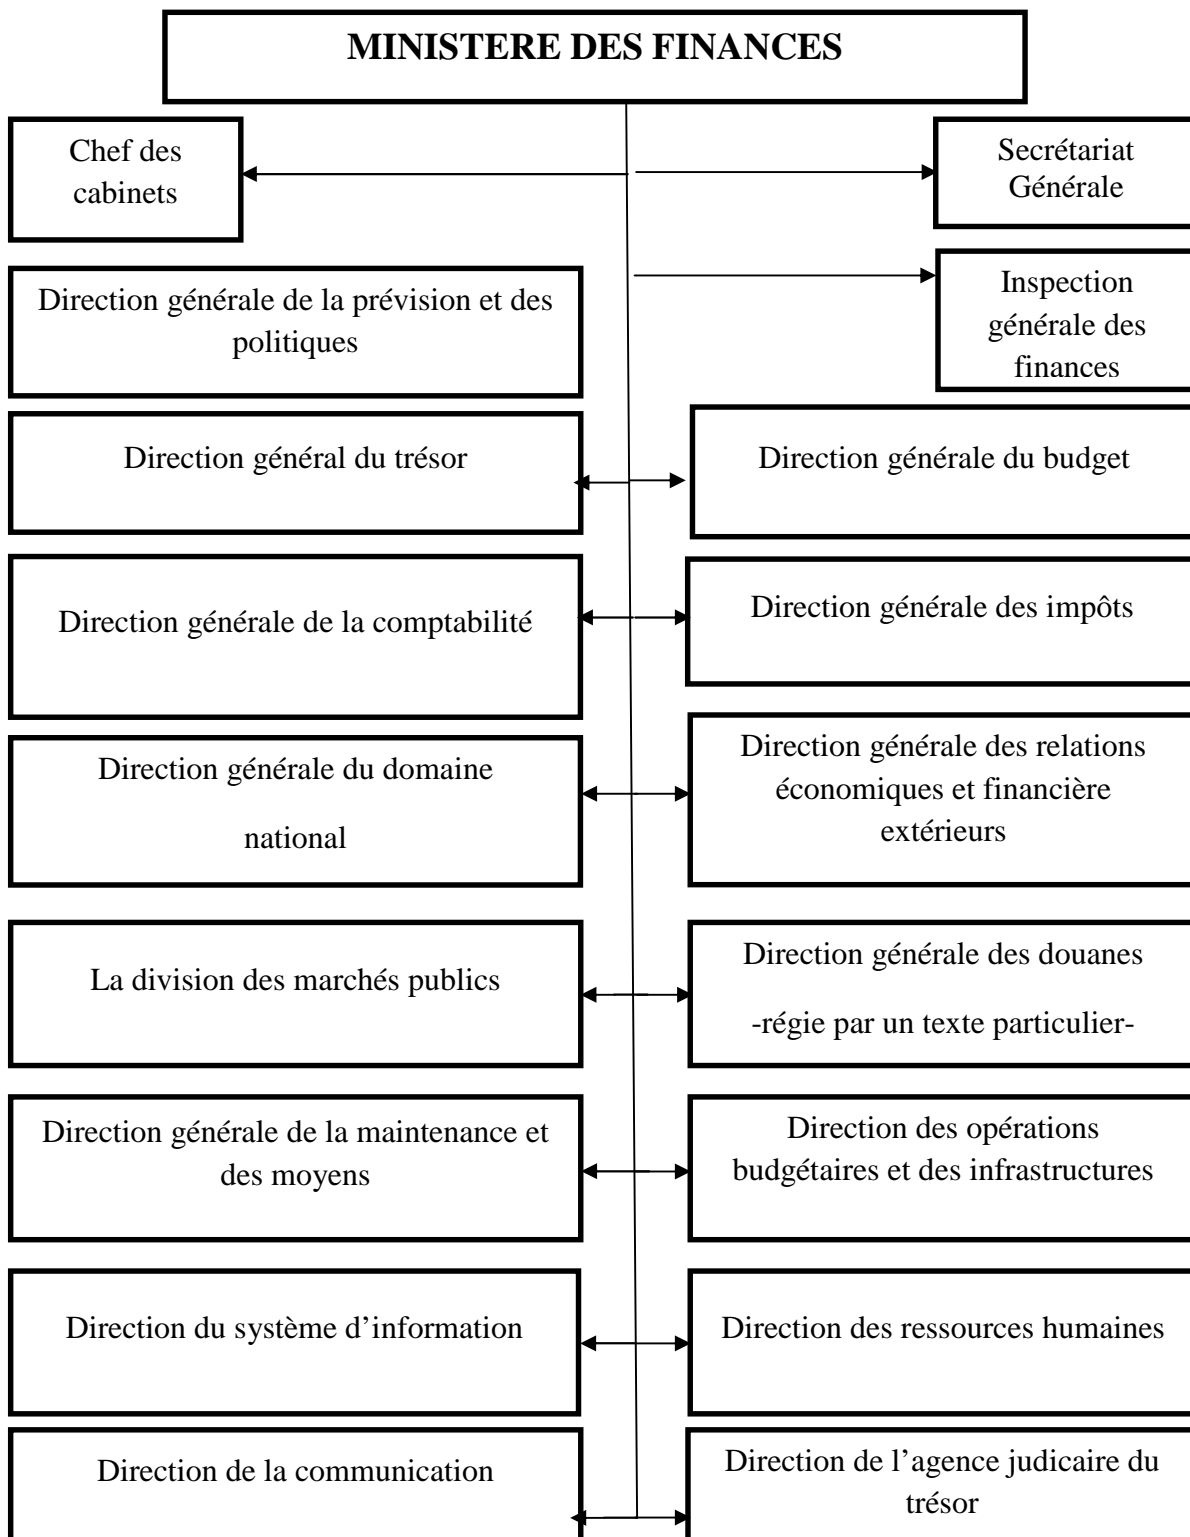 MINISTERE DES FINANCES
Chef des
cabinets
Secrétariat
Générale
Direction générale de la prévision et des
politiques
Inspection
générale des
finances
Direction général du trésor
Direction générale du budget
Direction générale de la comptabilité
Direction générale des impôts
Direction générale du domaine
national
Direction générale des relations
économiques et financière
extérieurs
La division des marchés publics
Direction générale des douanes
-régie par un texte particulier-
Direction générale de la maintenance et
des moyens
Direction des opérations
budgétaires et des infrastructures
Direction du système d’information
Direction des ressources humaines
Direction de la communication
Direction de l’agence judicaire du
trésor